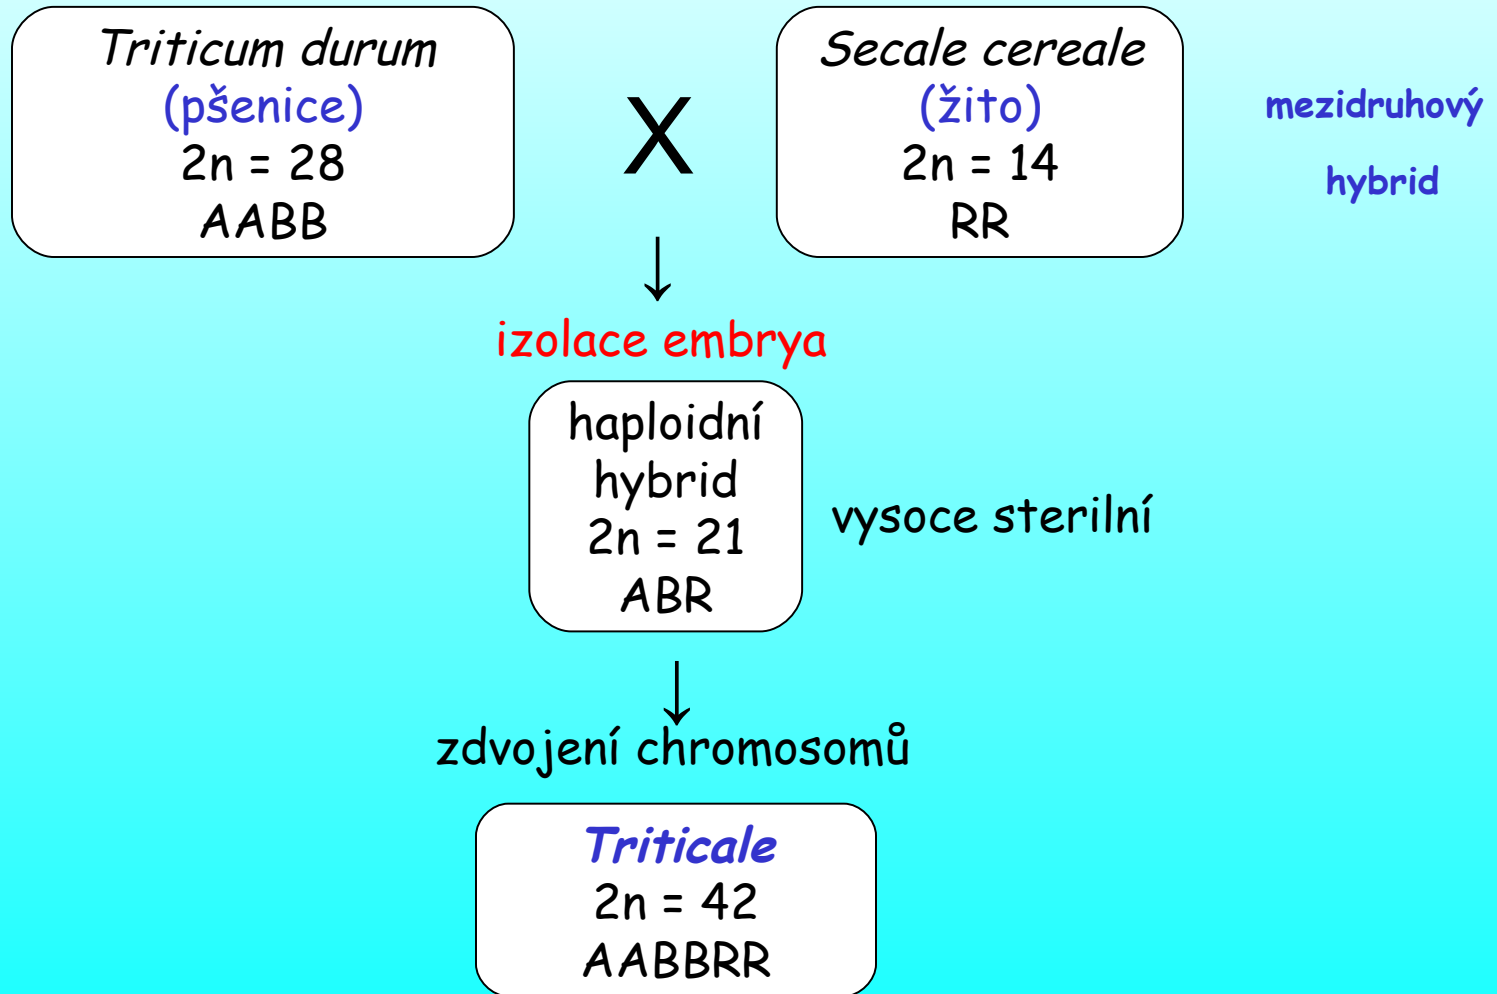 Triticum durum
(pšenice)
2n = 28
AABB
X
Secale cereale
(žito)
2n = 14
RR
mezidruhový
hybrid
↓
izolace embrya
haploidní
hybrid
2n = 21
ABR
vysoce sterilní
↓
zdvojení chromosomů
Triticale
2n = 42
AABBRR